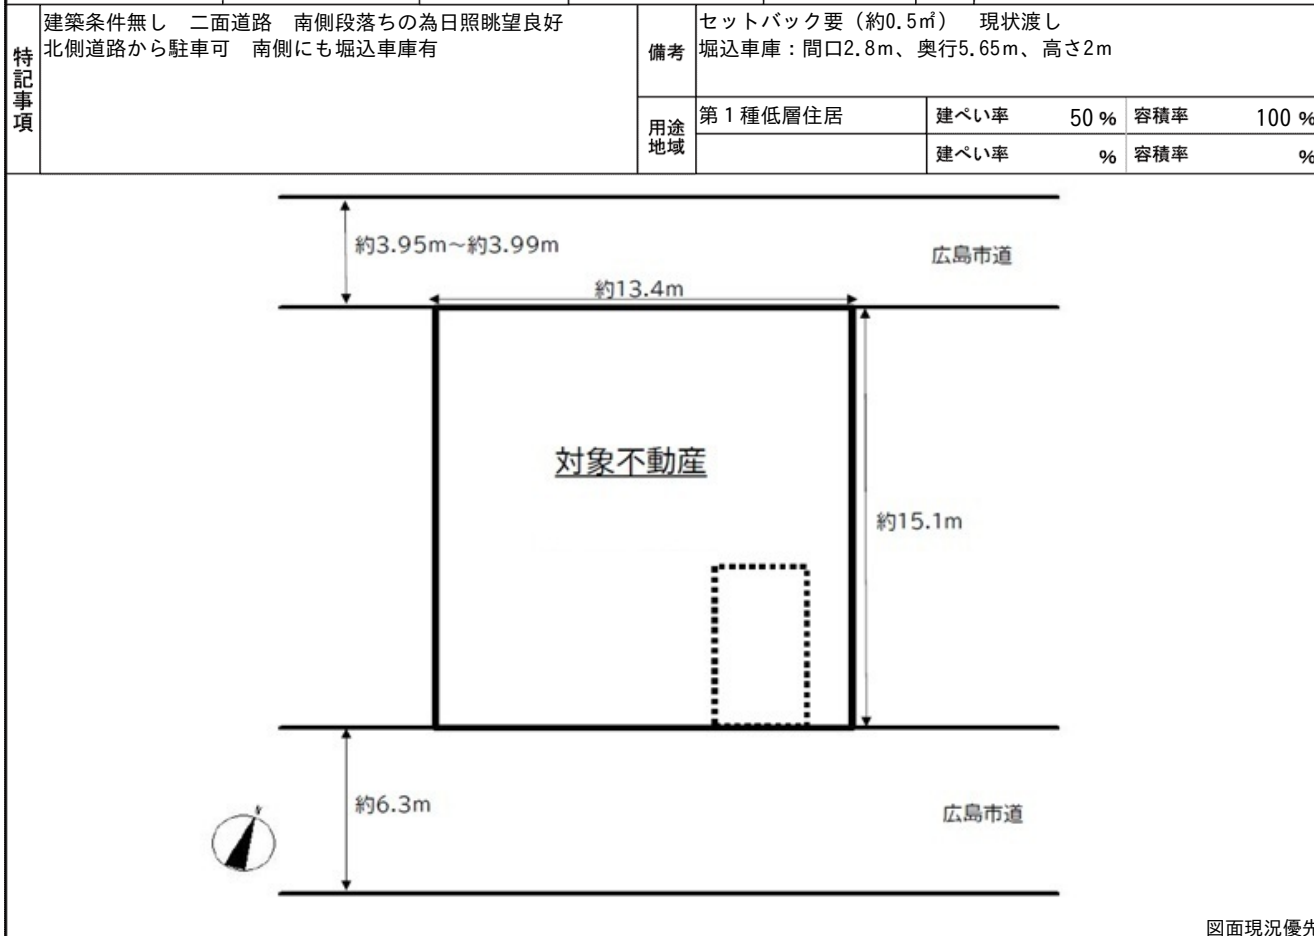 特記事項
建築条件無し　二面道路　南側段落ちの為日照眺望良好
北側道路から駐車可　南側にも堀込車庫有
備考
セットバック要（約0.5㎡）　現状渡し
堀込車庫：間口2.8m、奥行5.65m、高さ2m
用途地域
第１種低層住居　建ぺい率　50 %　容積率　100 %
建ぺい率　%　容積率　%
約3.95m～約3.99m
広島市道
約13.4m
対象不動産
約15.1m
約6.3m
広島市道
N
図面現況優先